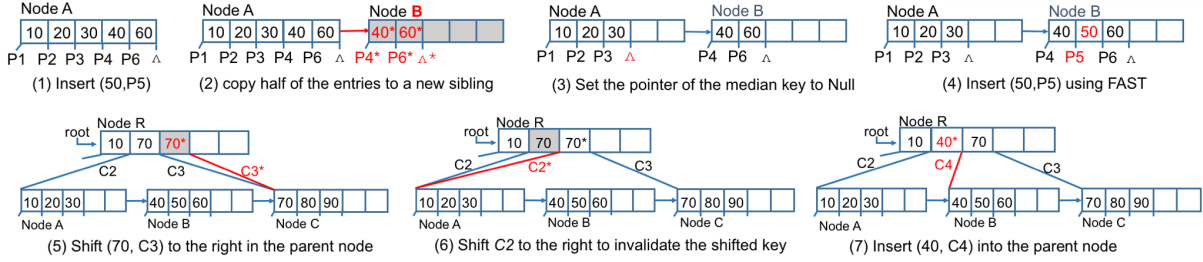 Node A
10 20 30 40 60
P1 P2 P3 P4 P6 Λ
(1) Insert (50,P5)
Node A Node B
10 20 30 40 60 40* 60*
P1 P2 P3 P4 P6 Λ P4* P6* Λ*
(2) copy half of the entries to a new sibling
Node A Node B
10 20 30 40 60
P1 P2 P3 Λ P4 P6 Λ
(3) Set the pointer of the median key to Null
Node A Node B
10 20 30 40 50 60
P1 P2 P3 Λ P4 P5 P6 Λ
(4) Insert (50,P5) using FAST
Node R
root 10 70 70*
C2 C3 C3*
10 20 30 40 50 60 70 80 90
Node A Node B Node C
(5) Shift (70, C3) to the right in the parent node
Node R
root 10 70 70*
C2 C2* C3
10 20 30 40 50 60 70 80 90
Node A Node B Node C
(6) Shift C2 to the right to invalidate the shifted key
Node R
root 10 40* 70
C2 C4 C3
10 20 30 40 50 60 70 80 90
Node A Node B Node C
(7) Insert (40, C4) into the parent node